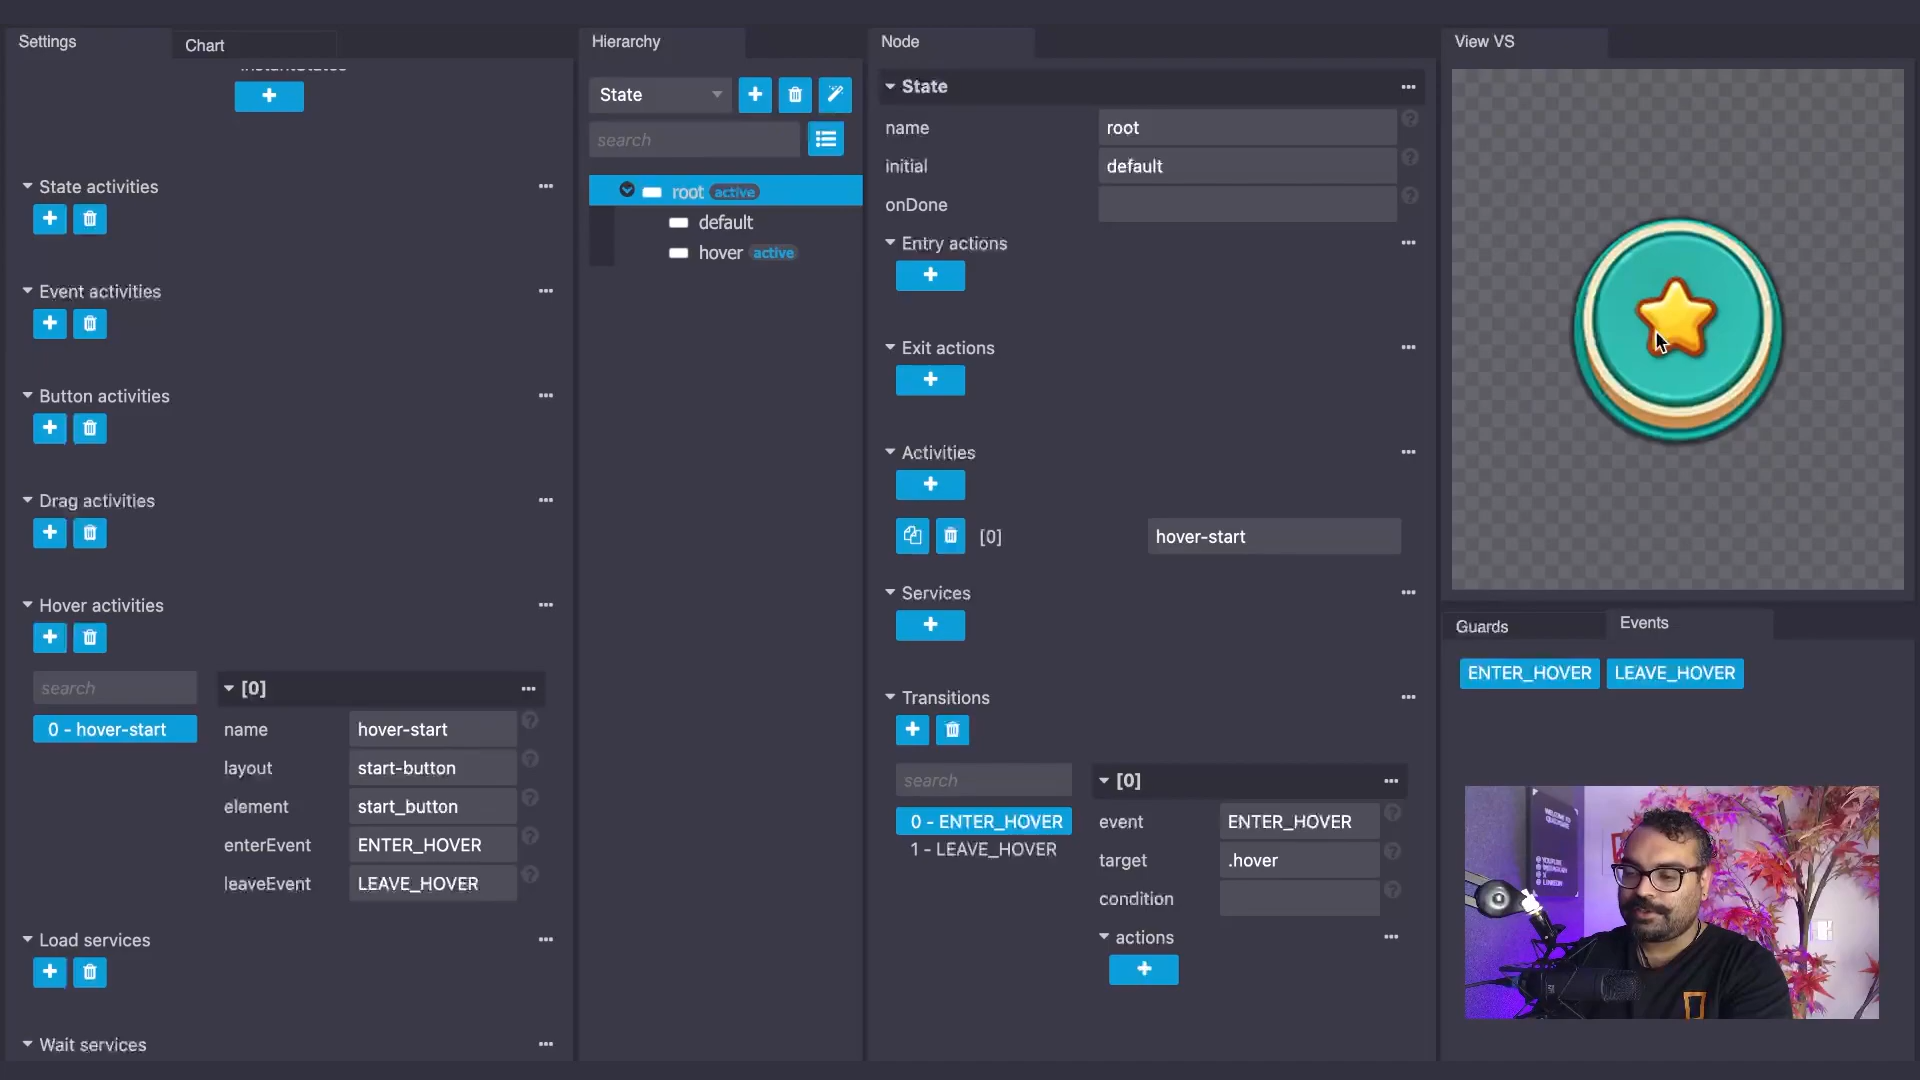 Settings
Chart
State activities
Event activities
Button activities
Drag activities
Hover activities
search
0 - hover-start
[0]
name
hover-start
layout
start-button
element
start_button
enterEvent
ENTER_HOVER
leaveEvent
LEAVE_HOVER
Load services
Wait services
Hierarchy
State
search
root active
default
hover active
Node
State
name
root
initial
default
onDone
Entry actions
Exit actions
Activities
[0]
hover-start
Services
Transitions
search
0 - ENTER_HOVER
1 - LEAVE_HOVER
[0]
event
ENTER_HOVER
target
.hover
condition
actions
View VS
Guards
Events
ENTER_HOVER
LEAVE_HOVER